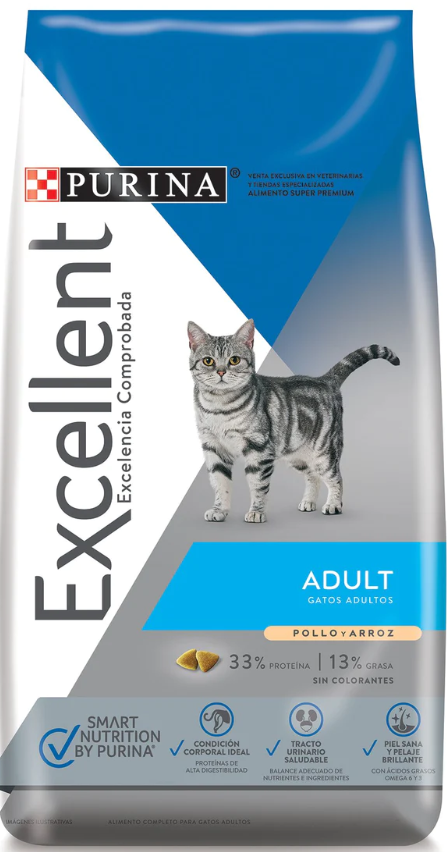 PURINA®
VENTA EXCLUSIVA EN VETERINARIAS
Y TIENDAS ESPECIALIZADAS
ALIMENTO SUPER PREMIUM
Excellent
Excelencia Comprobada
ADULT
GATOS ADULTOS
POLLO Y ARROZ
33% PROTEÍNA | 13% GRASA
SIN COLORANTES
SMART
NUTRITION
BY PURINA®
CONDICIÓN
CORPORAL IDEAL
PROTEÍNAS DE
ALTA DIGESTIBILIDAD
TRACTO
URINARIO
SALUDABLE
BALANCE ADECUADO DE
NUTRIENTES E INGREDIENTES
PIEL SANA
Y PELAJE
BRILLANTE
CON ÁCIDOS GRASOS
OMEGA 6 Y 3
IMÁGENES ILUSTRATIVAS
ALIMENTO COMPLETO PARA GATOS ADULTOS